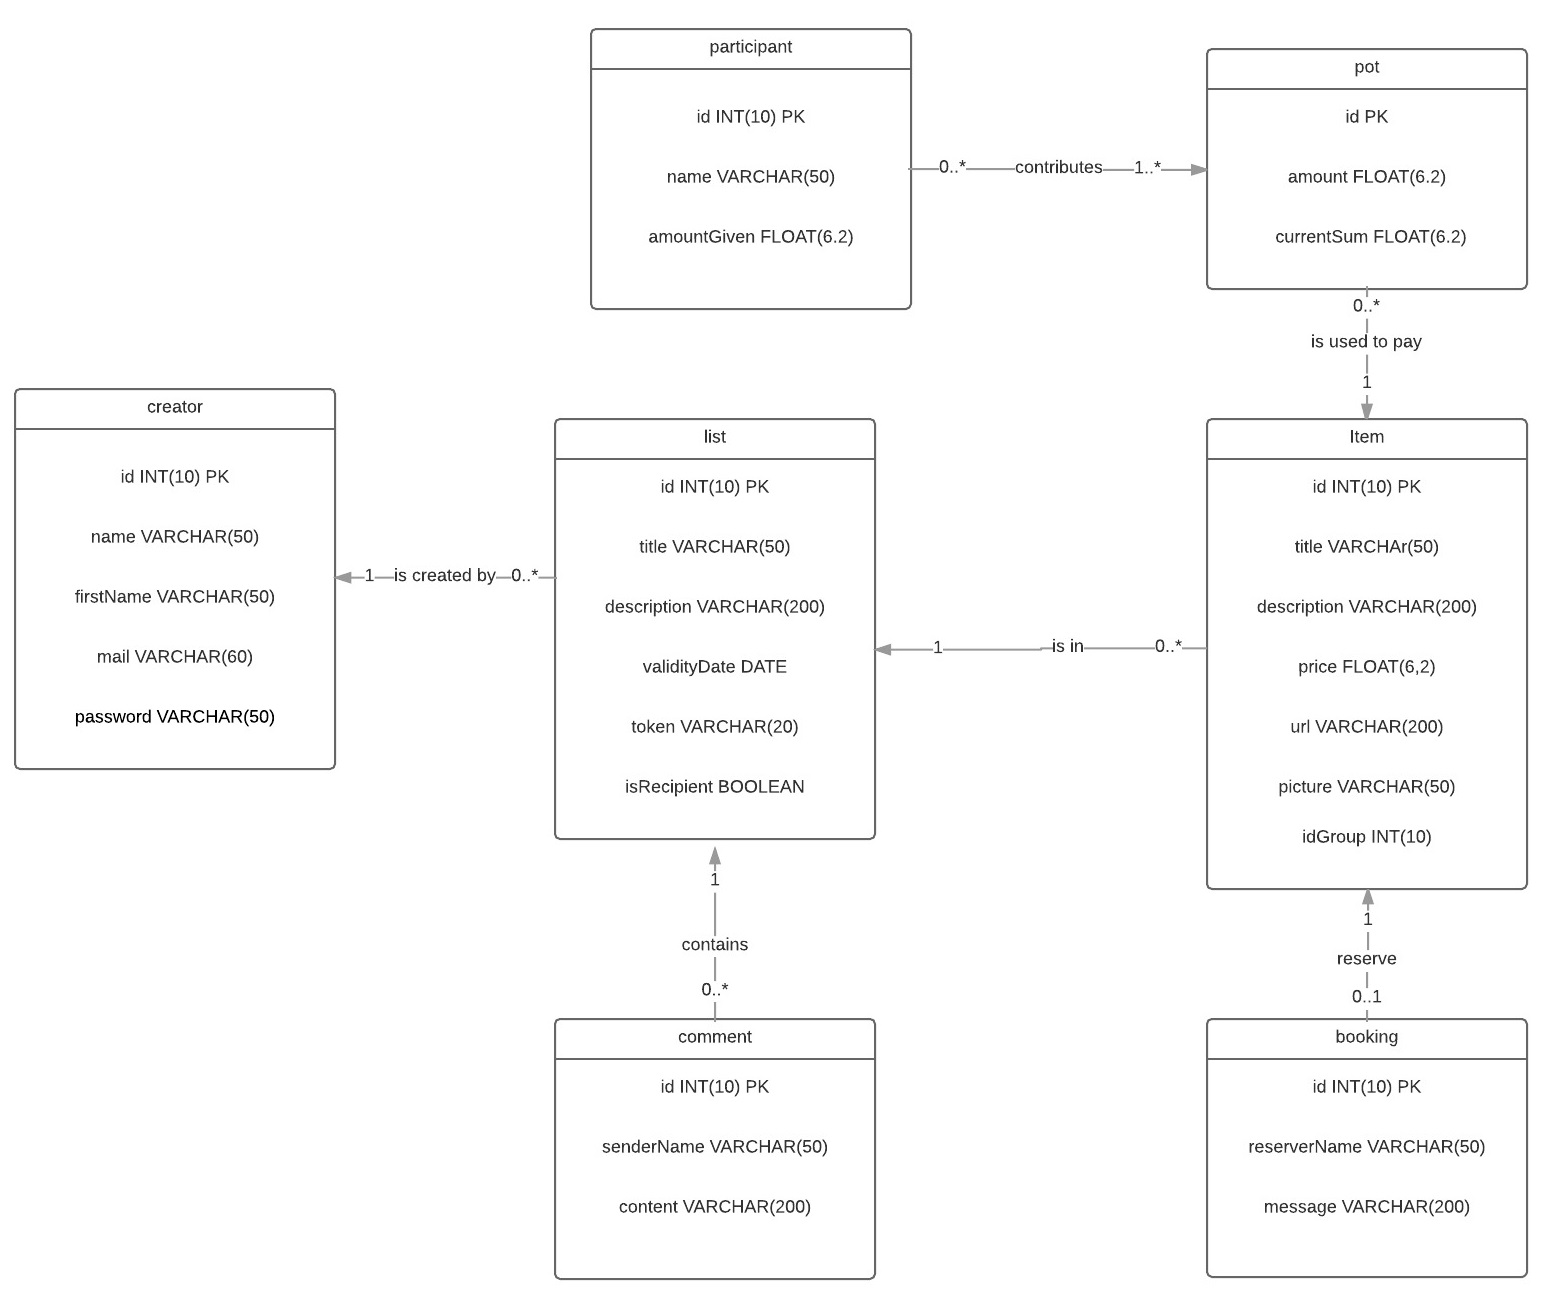 participant
id INT(10) PK
name VARCHAR(50)
amountGiven FLOAT(6.2)
0..*
contributes
1..*
pot
id PK
amount FLOAT(6.2)
currentSum FLOAT(6.2)
0..*
is used to pay
1
creator
id INT(10) PK
name VARCHAR(50)
firstName VARCHAR(50)
mail VARCHAR(60)
password VARCHAR(50)
1
is created by
0..*
list
id INT(10) PK
title VARCHAR(50)
description VARCHAR(200)
validityDate DATE
token VARCHAR(20)
isRecipient BOOLEAN
1
is in
0..*
Item
id INT(10) PK
title VARCHAr(50)
description VARCHAR(200)
price FLOAT(6,2)
url VARCHAR(200)
picture VARCHAR(50)
idGroup INT(10)
1
contains
0..*
1
reserve
0..1
comment
id INT(10) PK
senderName VARCHAR(50)
content VARCHAR(200)
booking
id INT(10) PK
reserverName VARCHAR(50)
message VARCHAR(200)